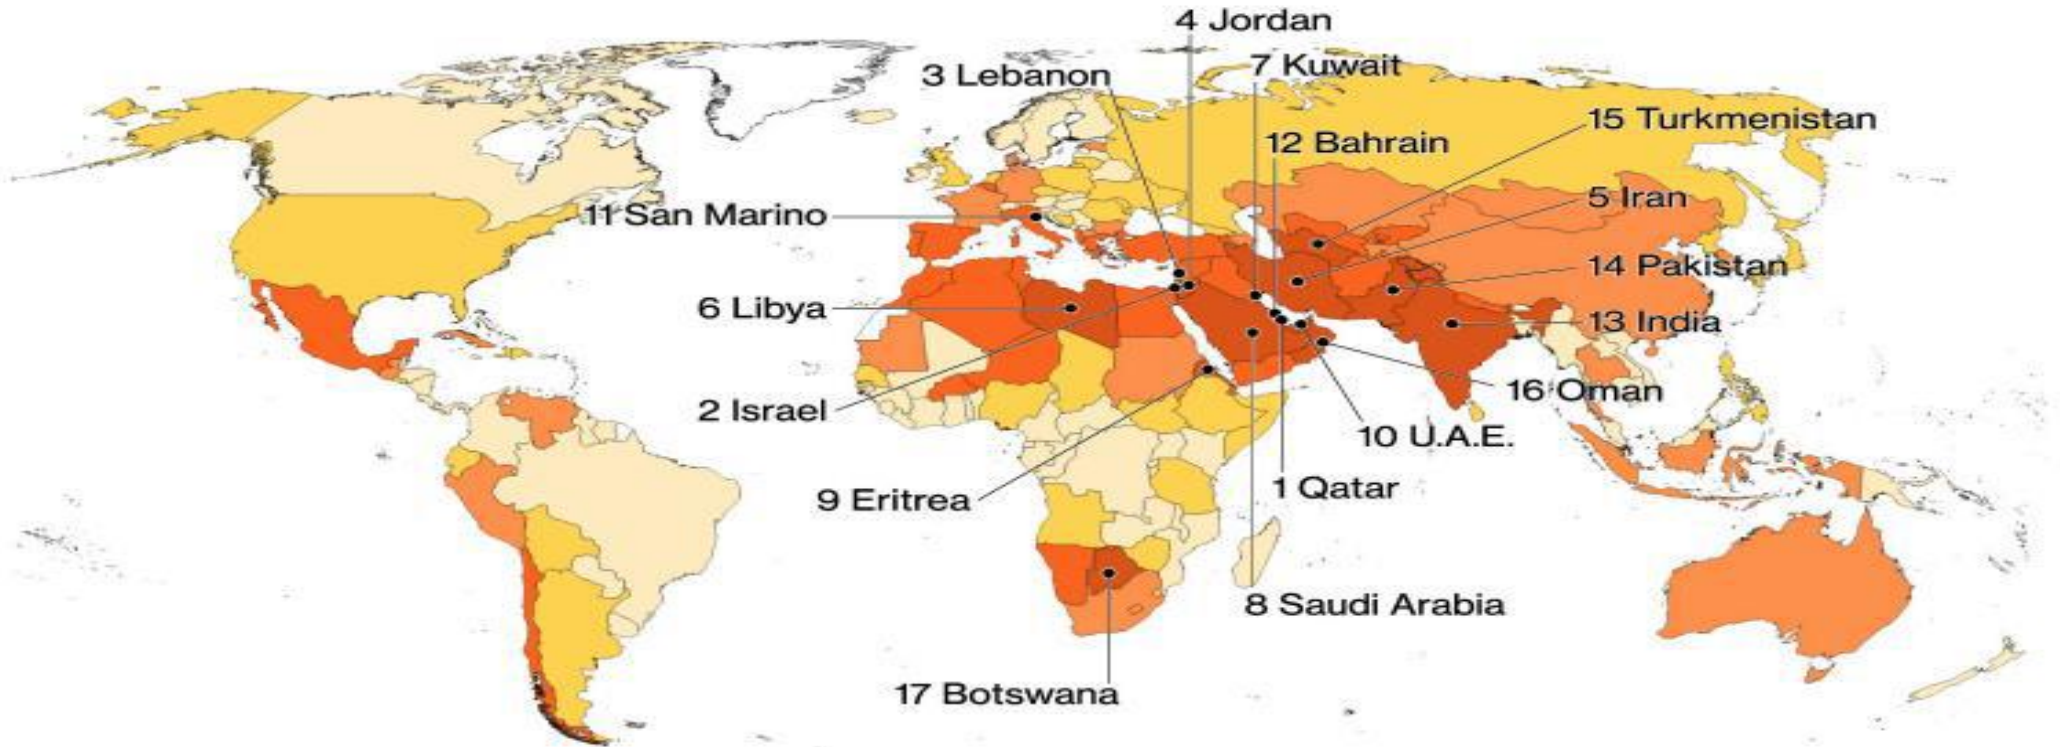 4 Jordan
3 Lebanon
7 Kuwait
15 Turkmenistan
12 Bahrain
5 Iran
11 San Marino
14 Pakistan
6 Libya
13 India
16 Oman
2 Israel
10 U.A.E.
1 Qatar
9 Eritrea
8 Saudi Arabia
17 Botswana